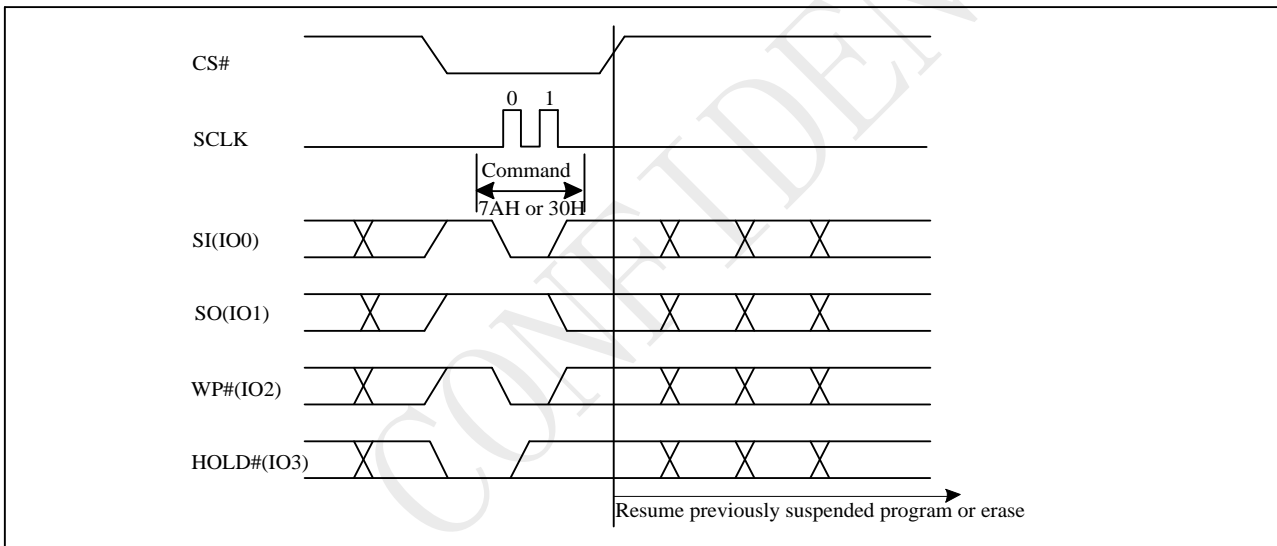 CS#
0 1
SCLK
Command
7AH or 30H
SI(IO0)
SO(IO1)
WP#(IO2)
HOLD#(IO3)
Resume previously suspended program or erase
CONFIDEN